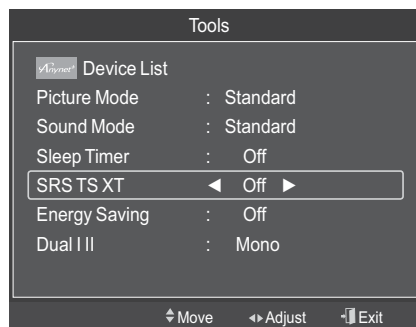 Tools
Anynet+ Device List
Picture Mode : Standard
Sound Mode : Standard
Sleep Timer : Off
SRS TS XT ◄ Off ►
Energy Saving : Off
Dual I II : Mono
Move Adjust Exit